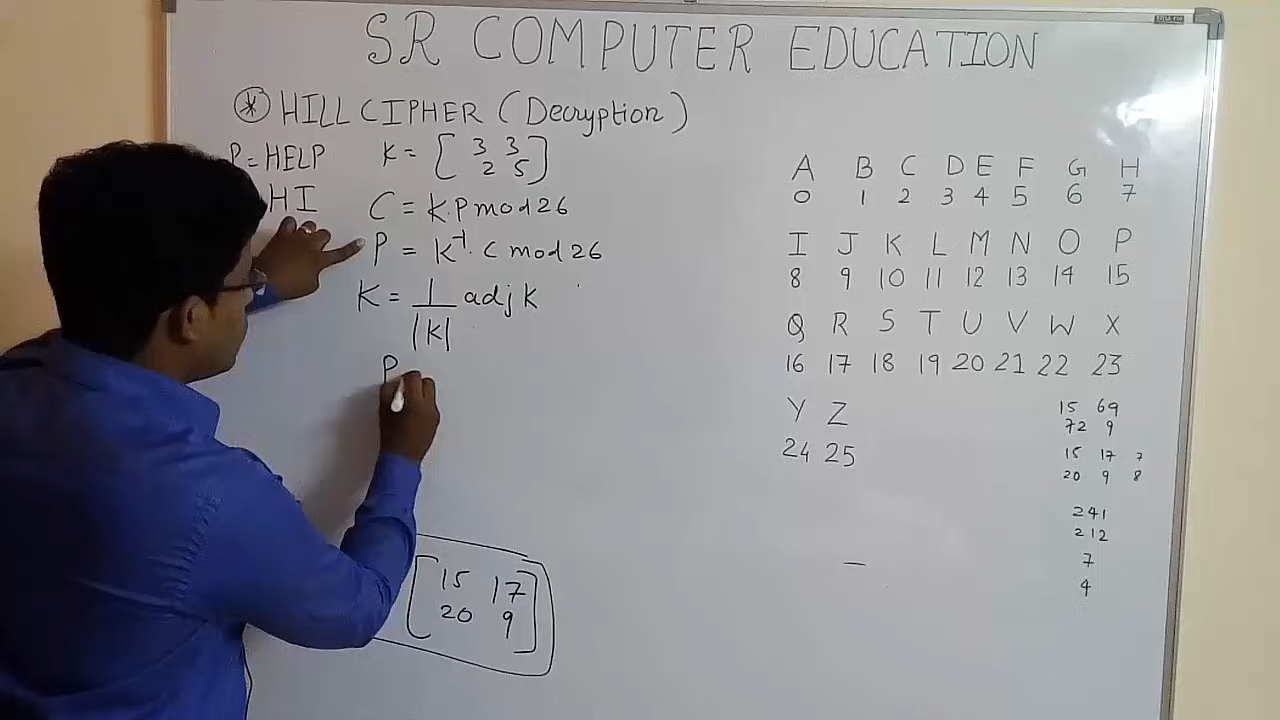 SR COMPUTER EDUCATION
* HILL CIPHER (Decryption)
P = HELP K = [ 3 3
2 5 ]
HI C = K.P mod 26
P = K⁻¹. C mod 26
K = 1 adj K
|K|
P
[ 15 17
20 9 ]
A B C D E F G H
0 1 2 3 4 5 6 7
I J K L M N O P
8 9 10 11 12 13 14 15
Q R S T U V W X
16 17 18 19 20 21 22 23
Y Z
24 25
15 69
72 9
15 17 7
20 9 8
241
212
7
4